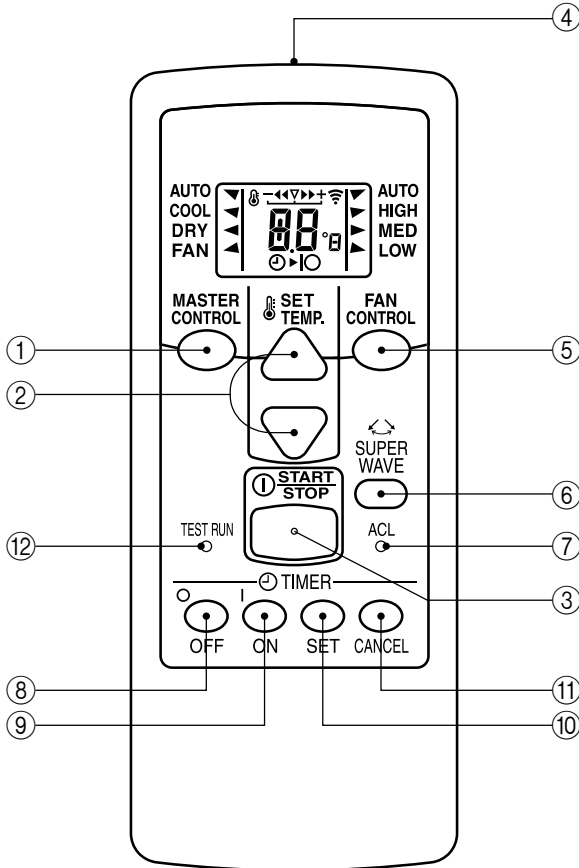 ④
AUTO
COOL
DRY
FAN
88
°8
AUTO
HIGH
MED
LOW
MASTER
CONTROL
SET
TEMP.
FAN
CONTROL
①
②
⑤
SUPER
WAVE
⑥
START
STOP
⑫
TEST RUN
ACL
⑦
TIMER
③
OFF
ON
SET
CANCEL
⑧
⑨
⑩
⑪